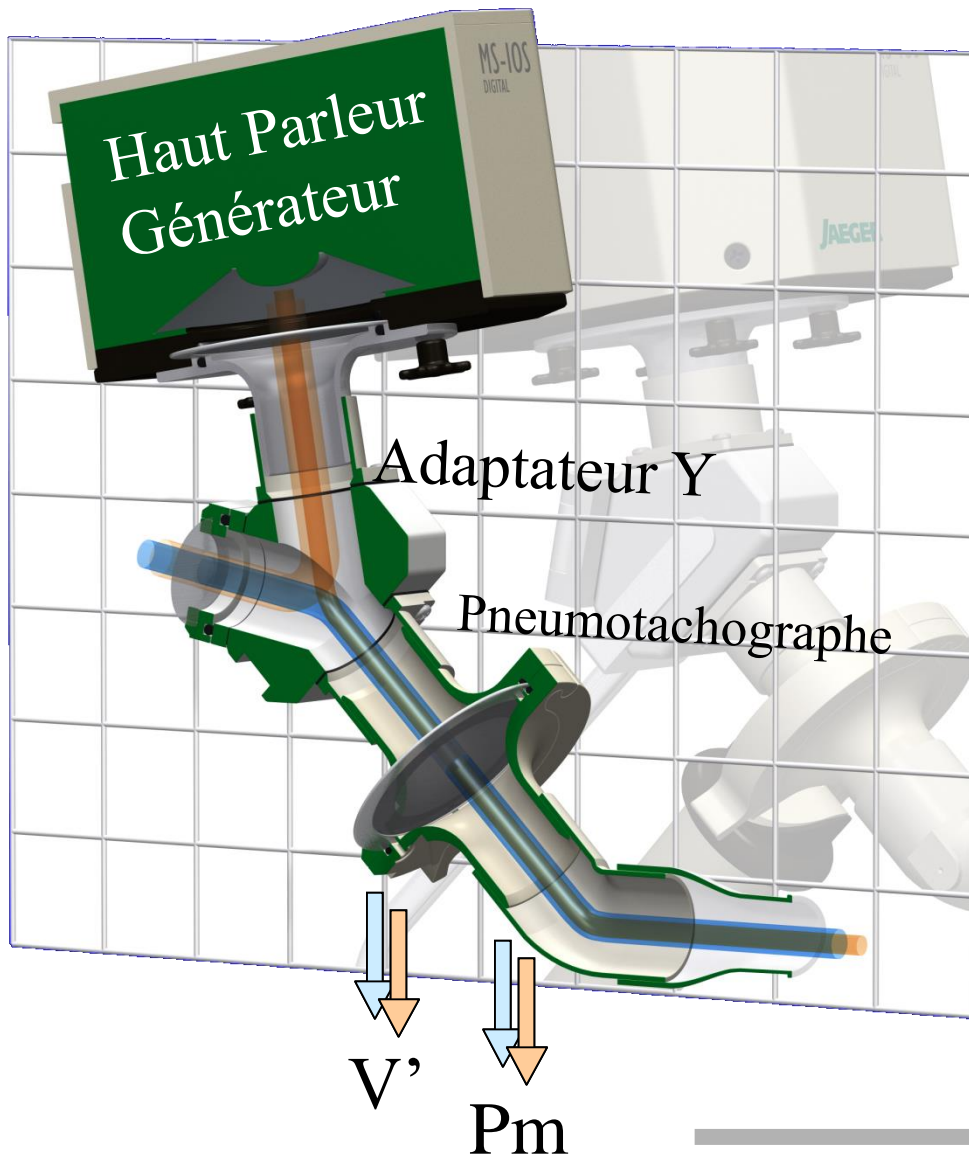 MS-IOS
DIGITAL
Haut Parleur
Générateur
JAEGER
Adaptateur Y
Pneumotachographe
V’
Pm